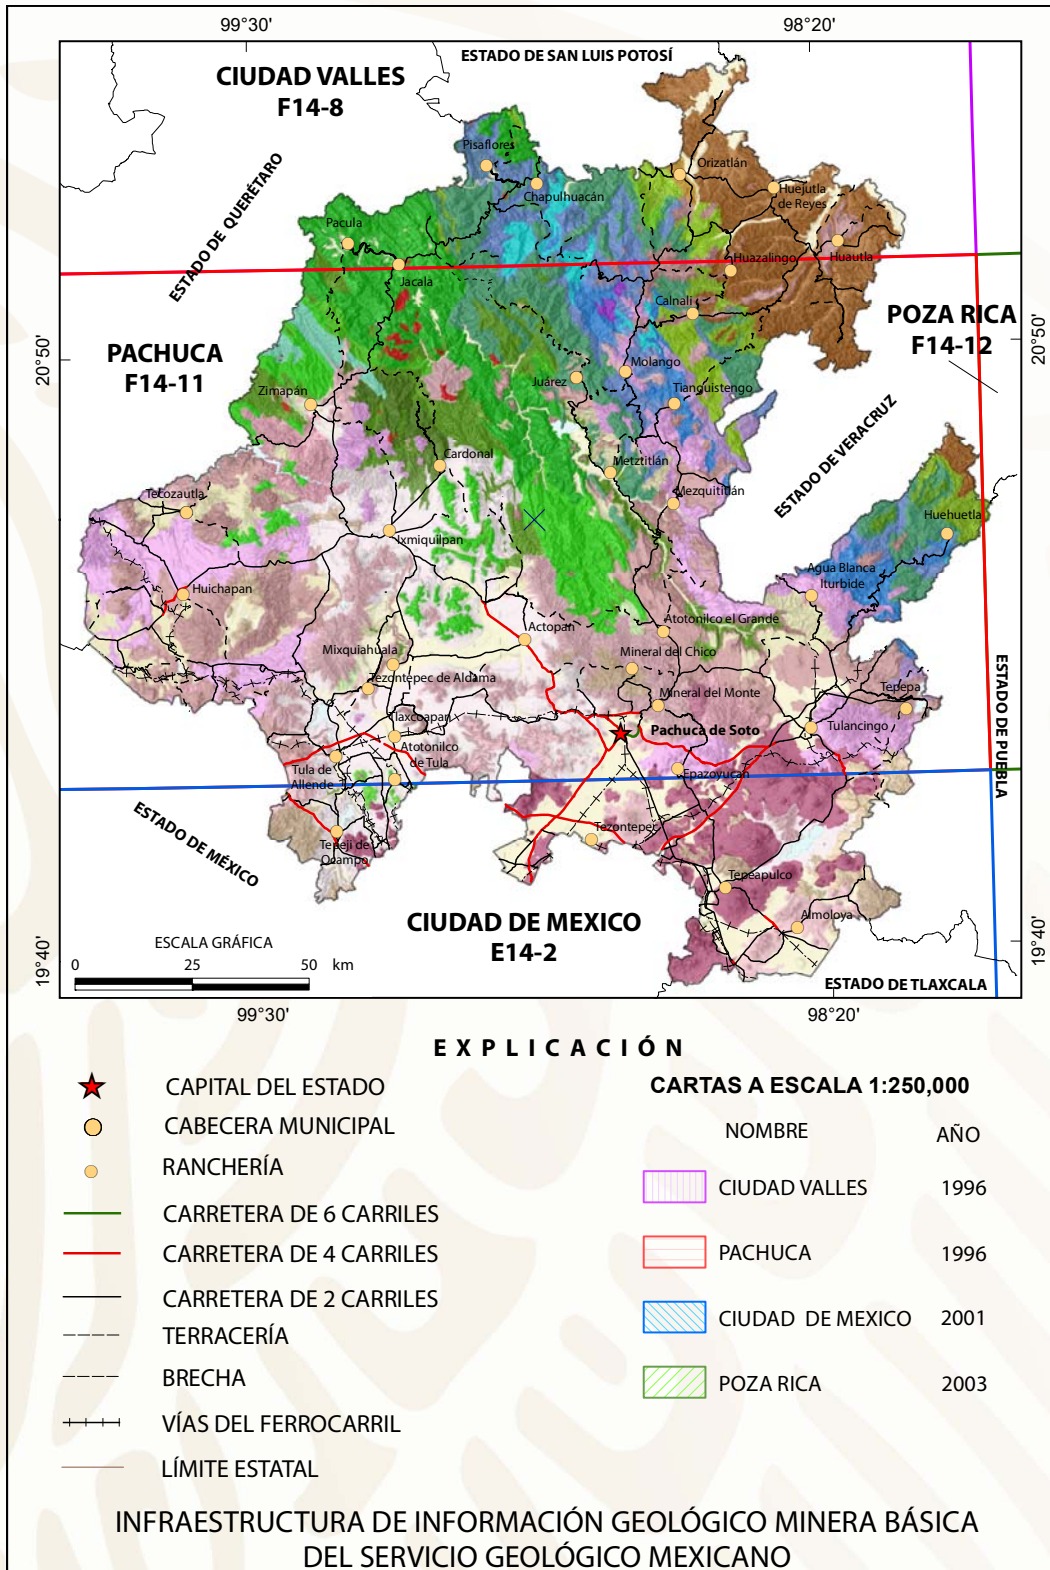 99°30'
98°20'
ESTADO DE SAN LUIS POTOSÍ
CIUDAD VALLES
F14-8
Pisaflores
Orizatlán
Chapulhuacán
Huejutla
de Reyes
ESTADO DE QUERÉTARO
Pacula
Huautla
Jacala
Huazalingo
Calnali
POZA RICA
F14-12
20°50'
20°50'
PACHUCA
F14-11
Molango
Juárez
Tianguistengo
Zimapán
ESTADO DE VERACRUZ
Cardonal
Metztitlán
Mezquititlán
Tecozautla
Huehuetla
Ixmiquilpan
Agua Blanca
Iturbide
Huichapan
Atotonilco el Grande
Actopan
Mixquiahuala
Mineral del Chico
Tezontepec de Aldama
Mineral del Monte
Tepepa
ESTADO DE PUEBLA
Tlaxcoapan
Pachuca de Soto
Tulancingo
Atotonilco
de Tula
Tula de
Allende
Epazoyucan
ESTADO DE MÉXICO
Tezontepec
Tepeji de
Ocampo
Tepeapulco
CIUDAD DE MEXICO
E14-2
Almoloya
ESCALA GRÁFICA
0 25 50 km
19°40'
19°40'
ESTADO DE TLAXCALA
99°30'
98°20'
EXPLICACIÓN
CAPITAL DEL ESTADO
CABECERA MUNICIPAL
RANCHERÍA
CARRETERA DE 6 CARRILES
CARRETERA DE 4 CARRILES
CARRETERA DE 2 CARRILES
TERRACERÍA
BRECHA
VÍAS DEL FERROCARRIL
LÍMITE ESTATAL
CARTAS A ESCALA 1:250,000
NOMBRE AÑO
CIUDAD VALLES 1996
PACHUCA 1996
CIUDAD DE MEXICO 2001
POZA RICA 2003
INFRAESTRUCTURA DE INFORMACIÓN GEOLÓGICO MINERA BÁSICA
DEL SERVICIO GEOLÓGICO MEXICANO